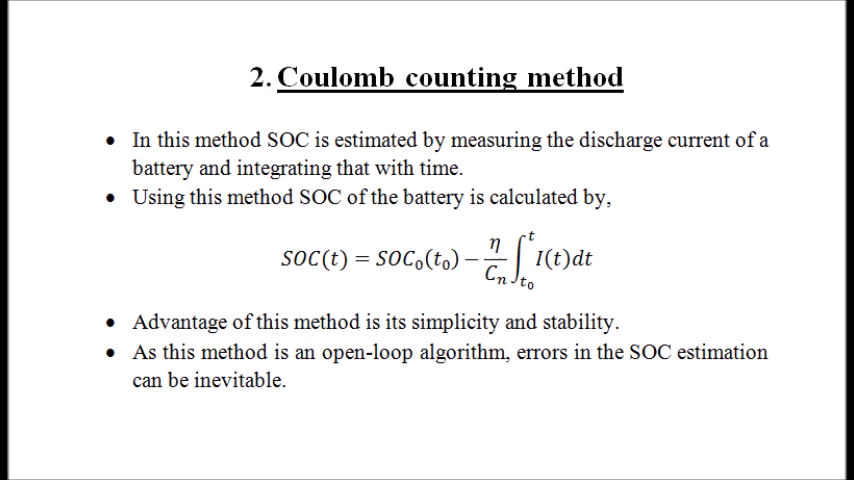 2. Coulomb counting method
• In this method SOC is estimated by measuring the discharge current of a
battery and integrating that with time.
• Using this method SOC of the battery is calculated by,
SOC(t) = SOC₀(t₀) − η/Cₙ ∫ₜ₀ᵗ I(t)dt
• Advantage of this method is its simplicity and stability.
• As this method is an open-loop algorithm, errors in the SOC estimation
can be inevitable.